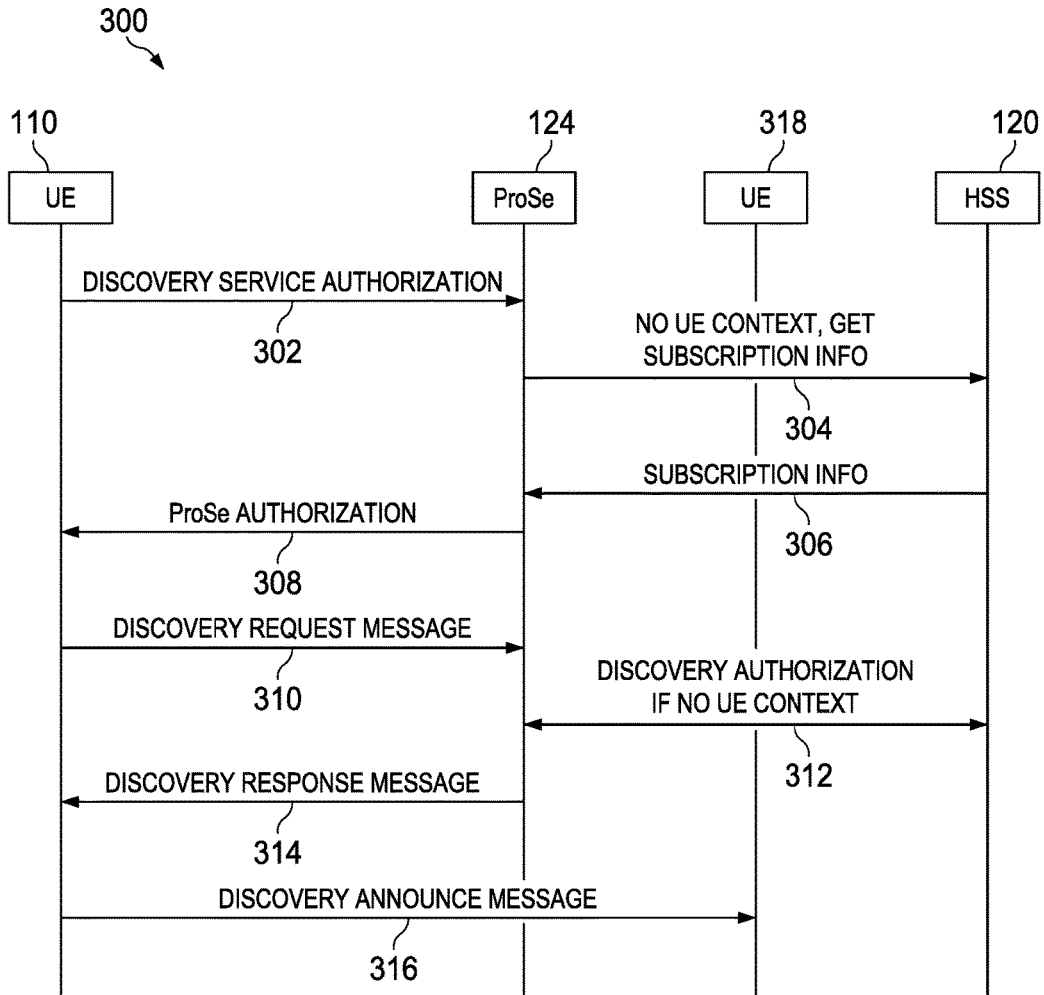 300
110
124
318
120
UE
ProSe
UE
HSS
DISCOVERY SERVICE AUTHORIZATION
302
NO UE CONTEXT, GET
SUBSCRIPTION INFO
304
SUBSCRIPTION INFO
306
ProSe AUTHORIZATION
308
DISCOVERY REQUEST MESSAGE
310
DISCOVERY AUTHORIZATION
IF NO UE CONTEXT
312
DISCOVERY RESPONSE MESSAGE
314
DISCOVERY ANNOUNCE MESSAGE
316